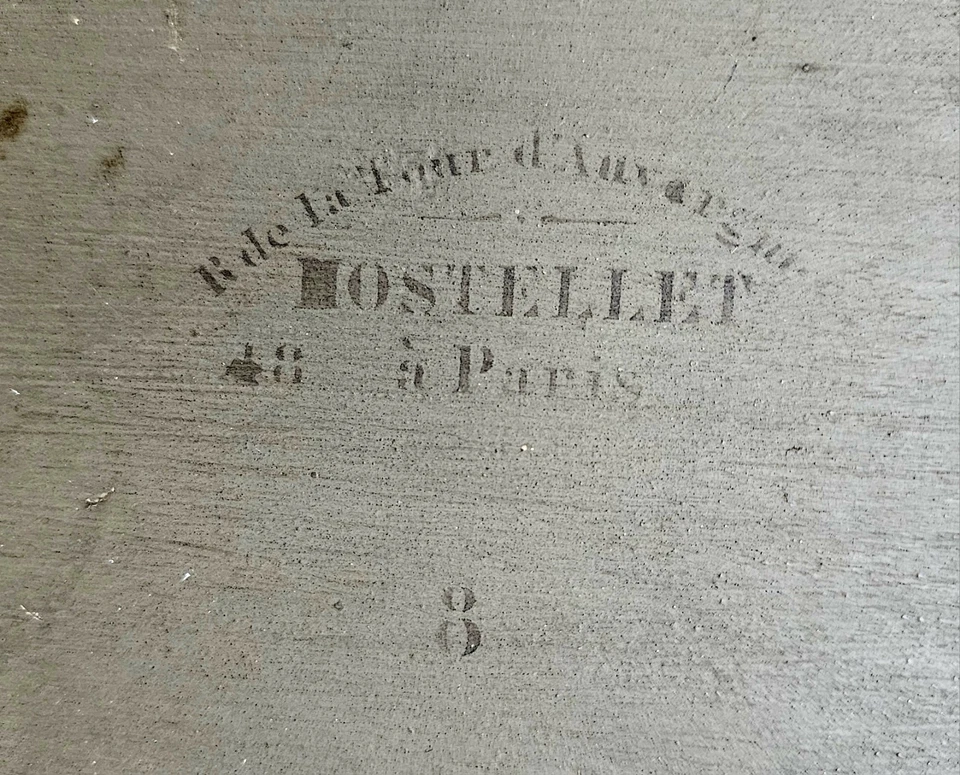 R de la Tour d'Auvergne
HOSTELLET
48 à Paris
8